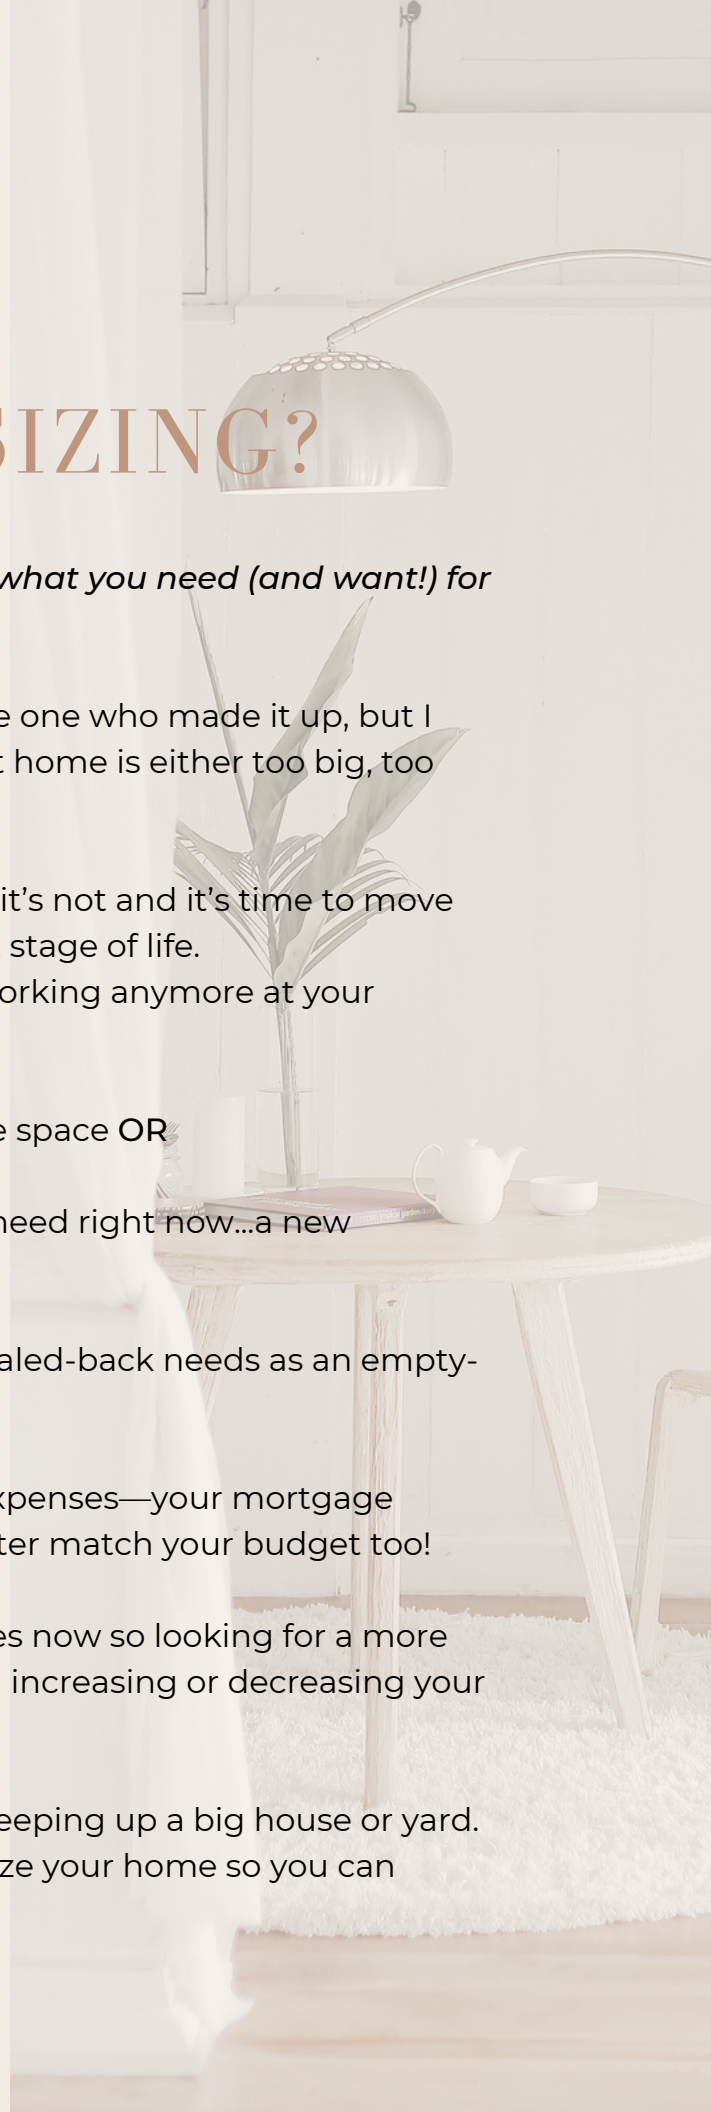 SIZING?
what you need (and want!) for
e one who made it up, but I
t home is either too big, too
it’s not and it’s time to move
stage of life.
orking anymore at your
e space OR
need right now...a new
aled-back needs as an empty-
xpenses—your mortgage
ter match your budget too!
es now so looking for a more
increasing or decreasing your
eeping up a big house or yard.
ze your home so you can